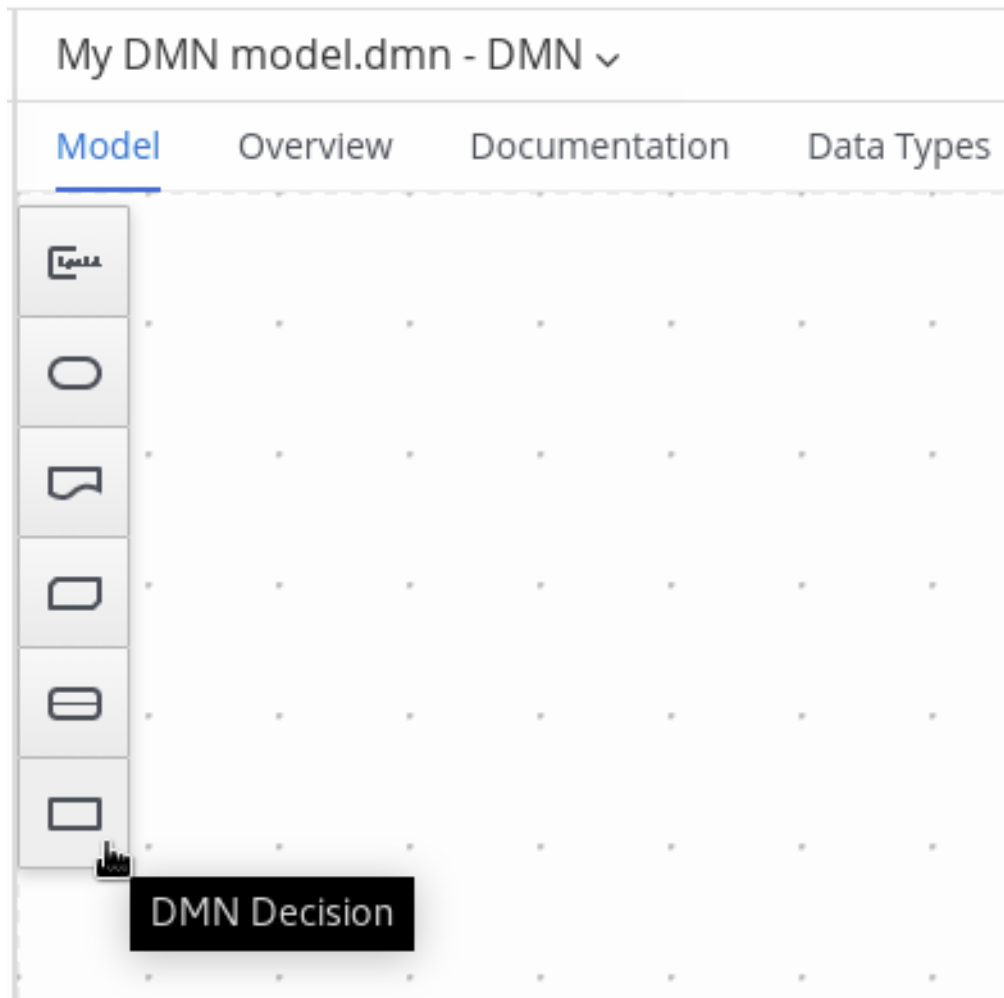 My DMN model.dmn - DMN
Model Overview Documentation Data Types
DMN Decision